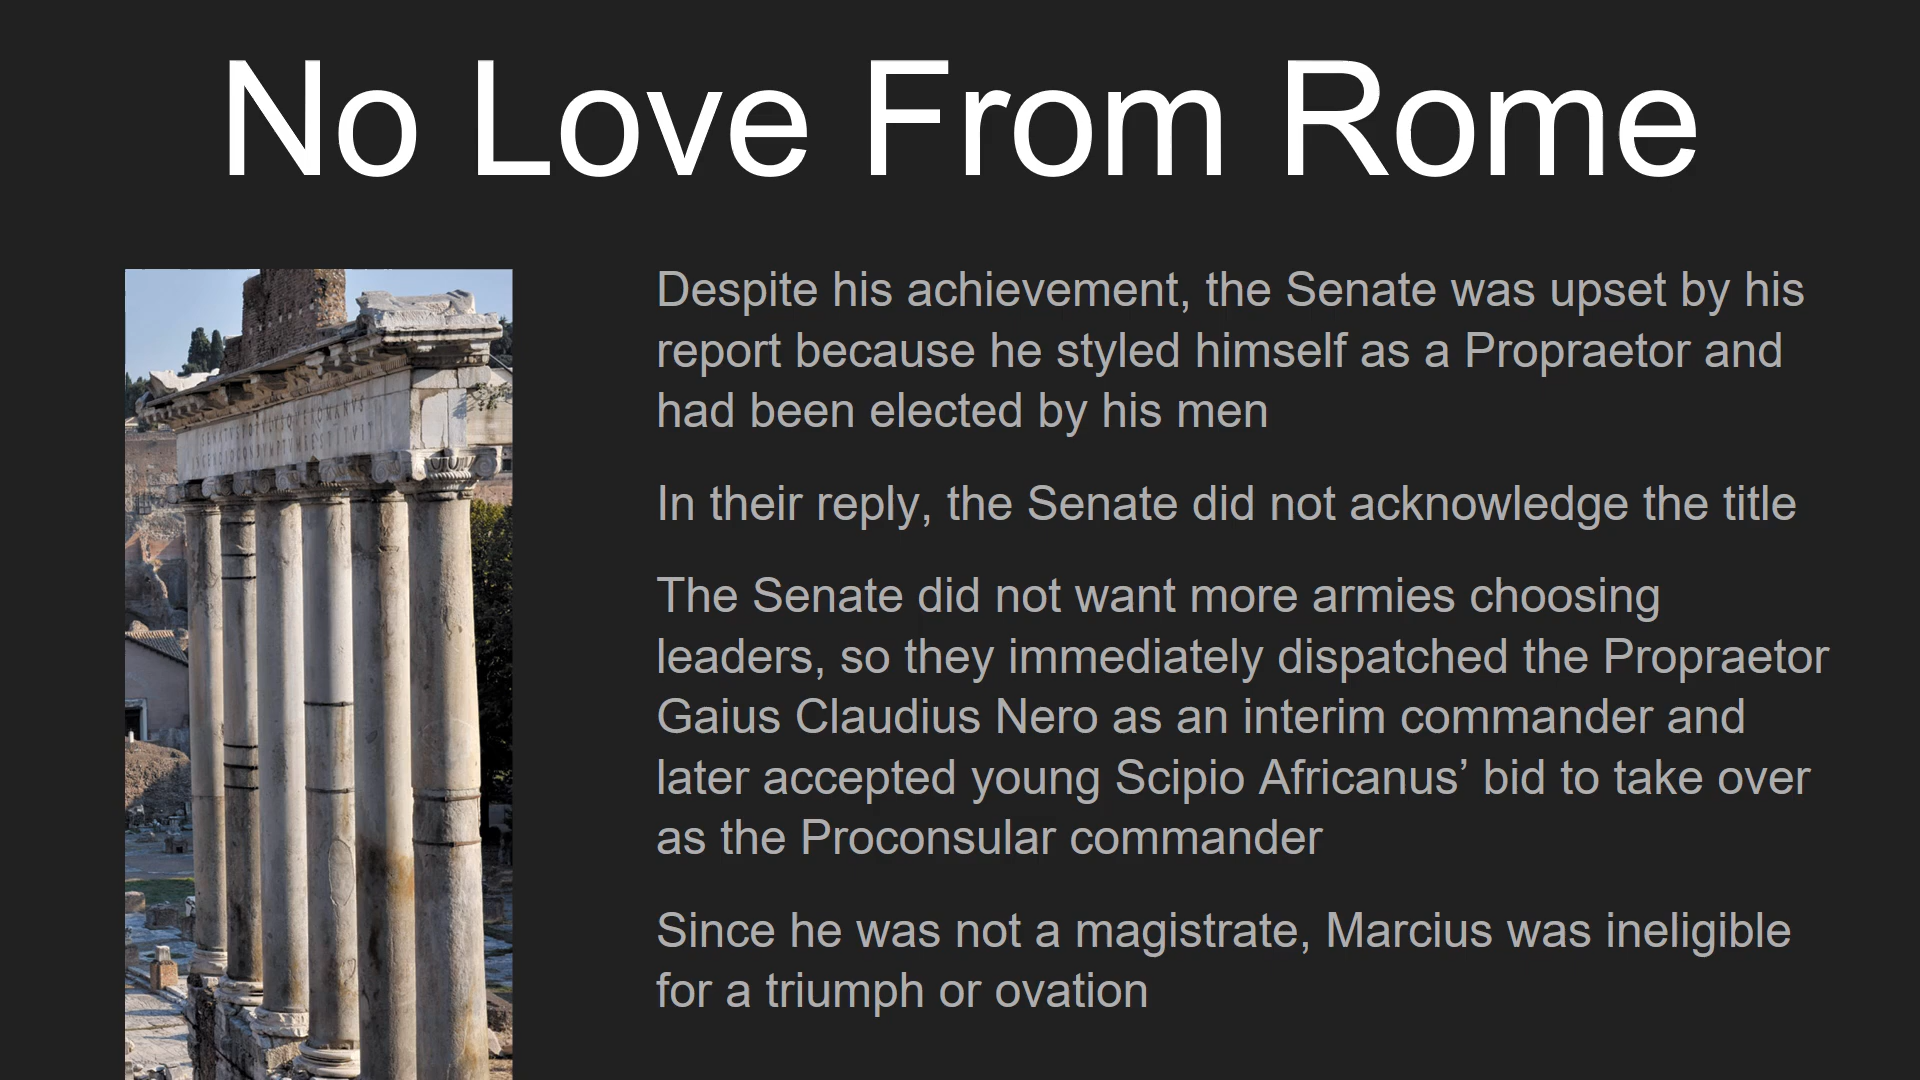 No Love From Rome
Despite his achievement, the Senate was upset by his
report because he styled himself as a Propraetor and
had been elected by his men
In their reply, the Senate did not acknowledge the title
The Senate did not want more armies choosing
leaders, so they immediately dispatched the Propraetor
Gaius Claudius Nero as an interim commander and
later accepted young Scipio Africanus’ bid to take over
as the Proconsular commander
Since he was not a magistrate, Marcius was ineligible
for a triumph or ovation